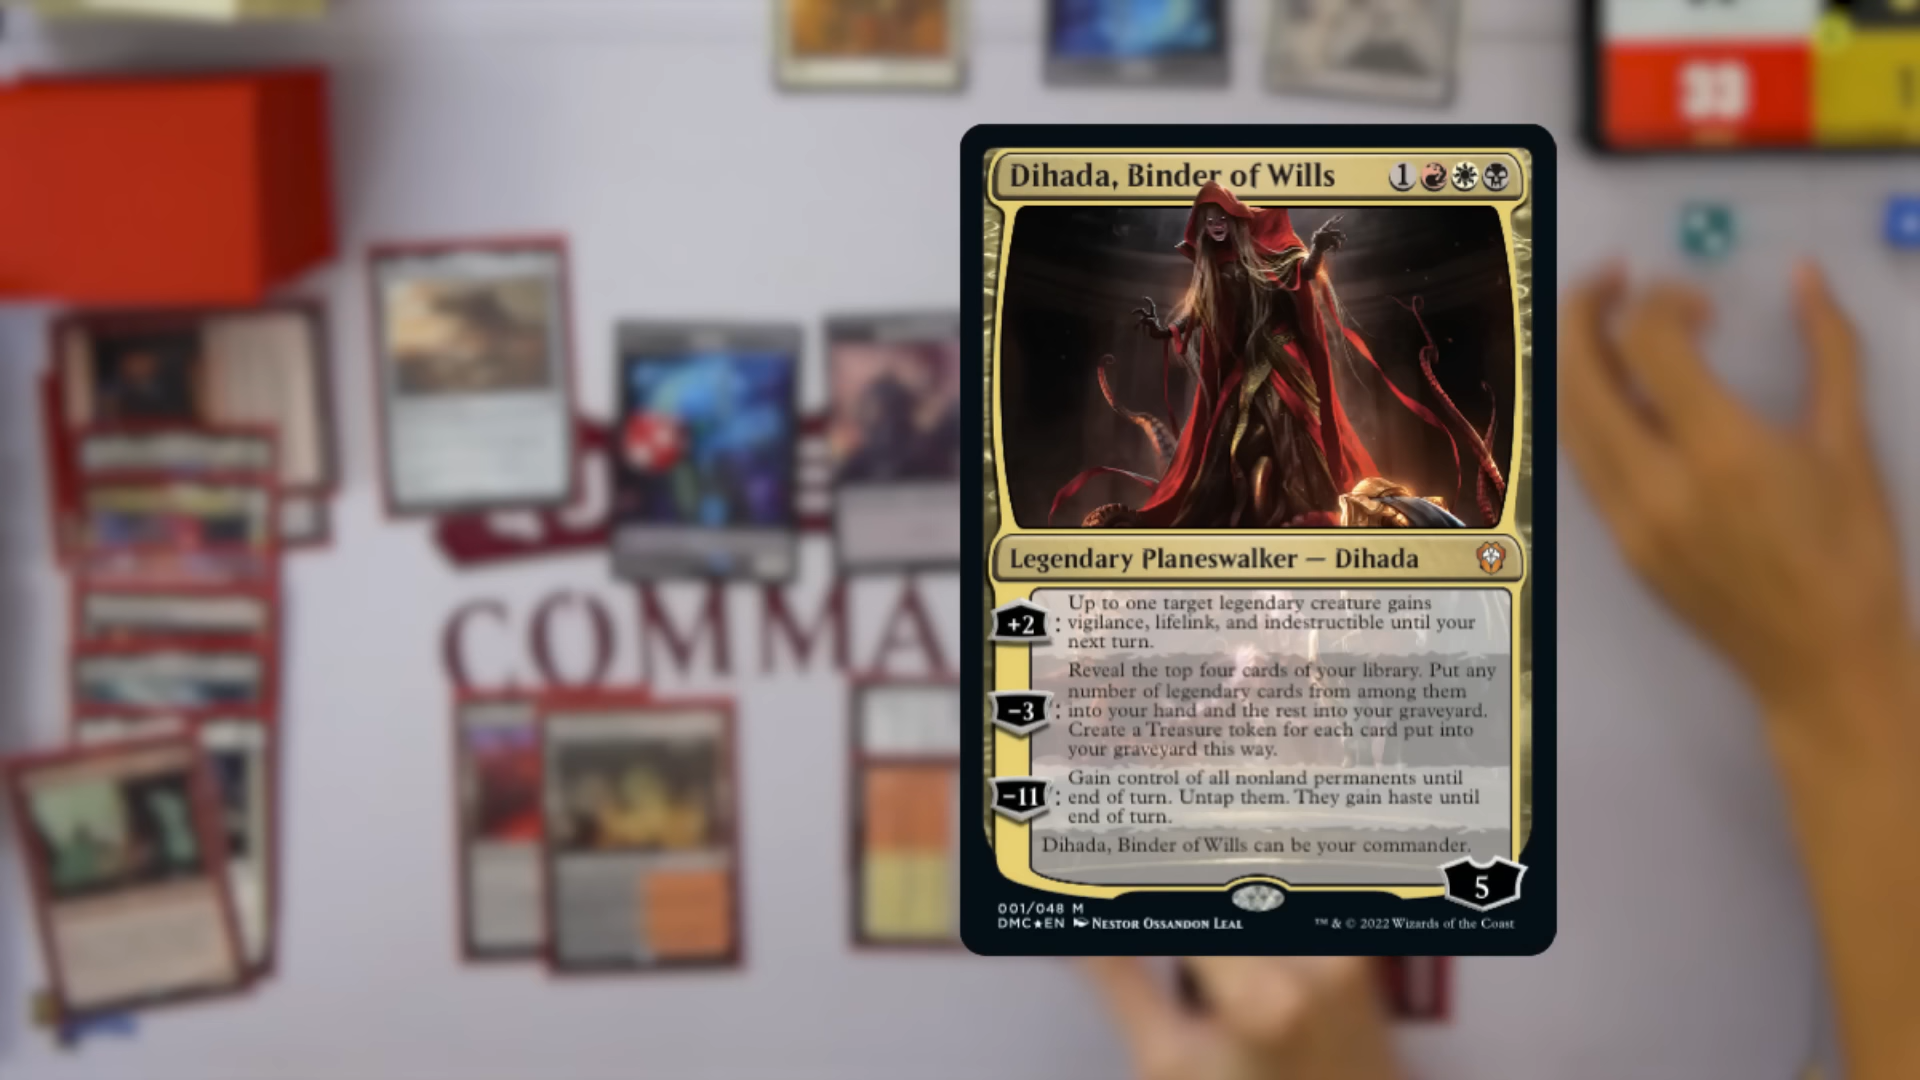 33
Dihada, Binder of Wills 1
Legendary Planeswalker — Dihada
+2 : Up to one target legendary creature gains
vigilance, lifelink, and indestructible until your
next turn.
Reveal the top four cards of your library. Put any
number of legendary cards from among them
−3 : into your hand and the rest into your graveyard.
Create a Treasure token for each card put into
your graveyard this way.
Gain control of all nonland permanents until
−11 : end of turn. Untap them. They gain haste until
end of turn.
Dihada, Binder of Wills can be your commander.
5
001/048 M
DMC★EN Nestor Ossandon Leal
™ & © 2022 Wizards of the Coast
COMMA